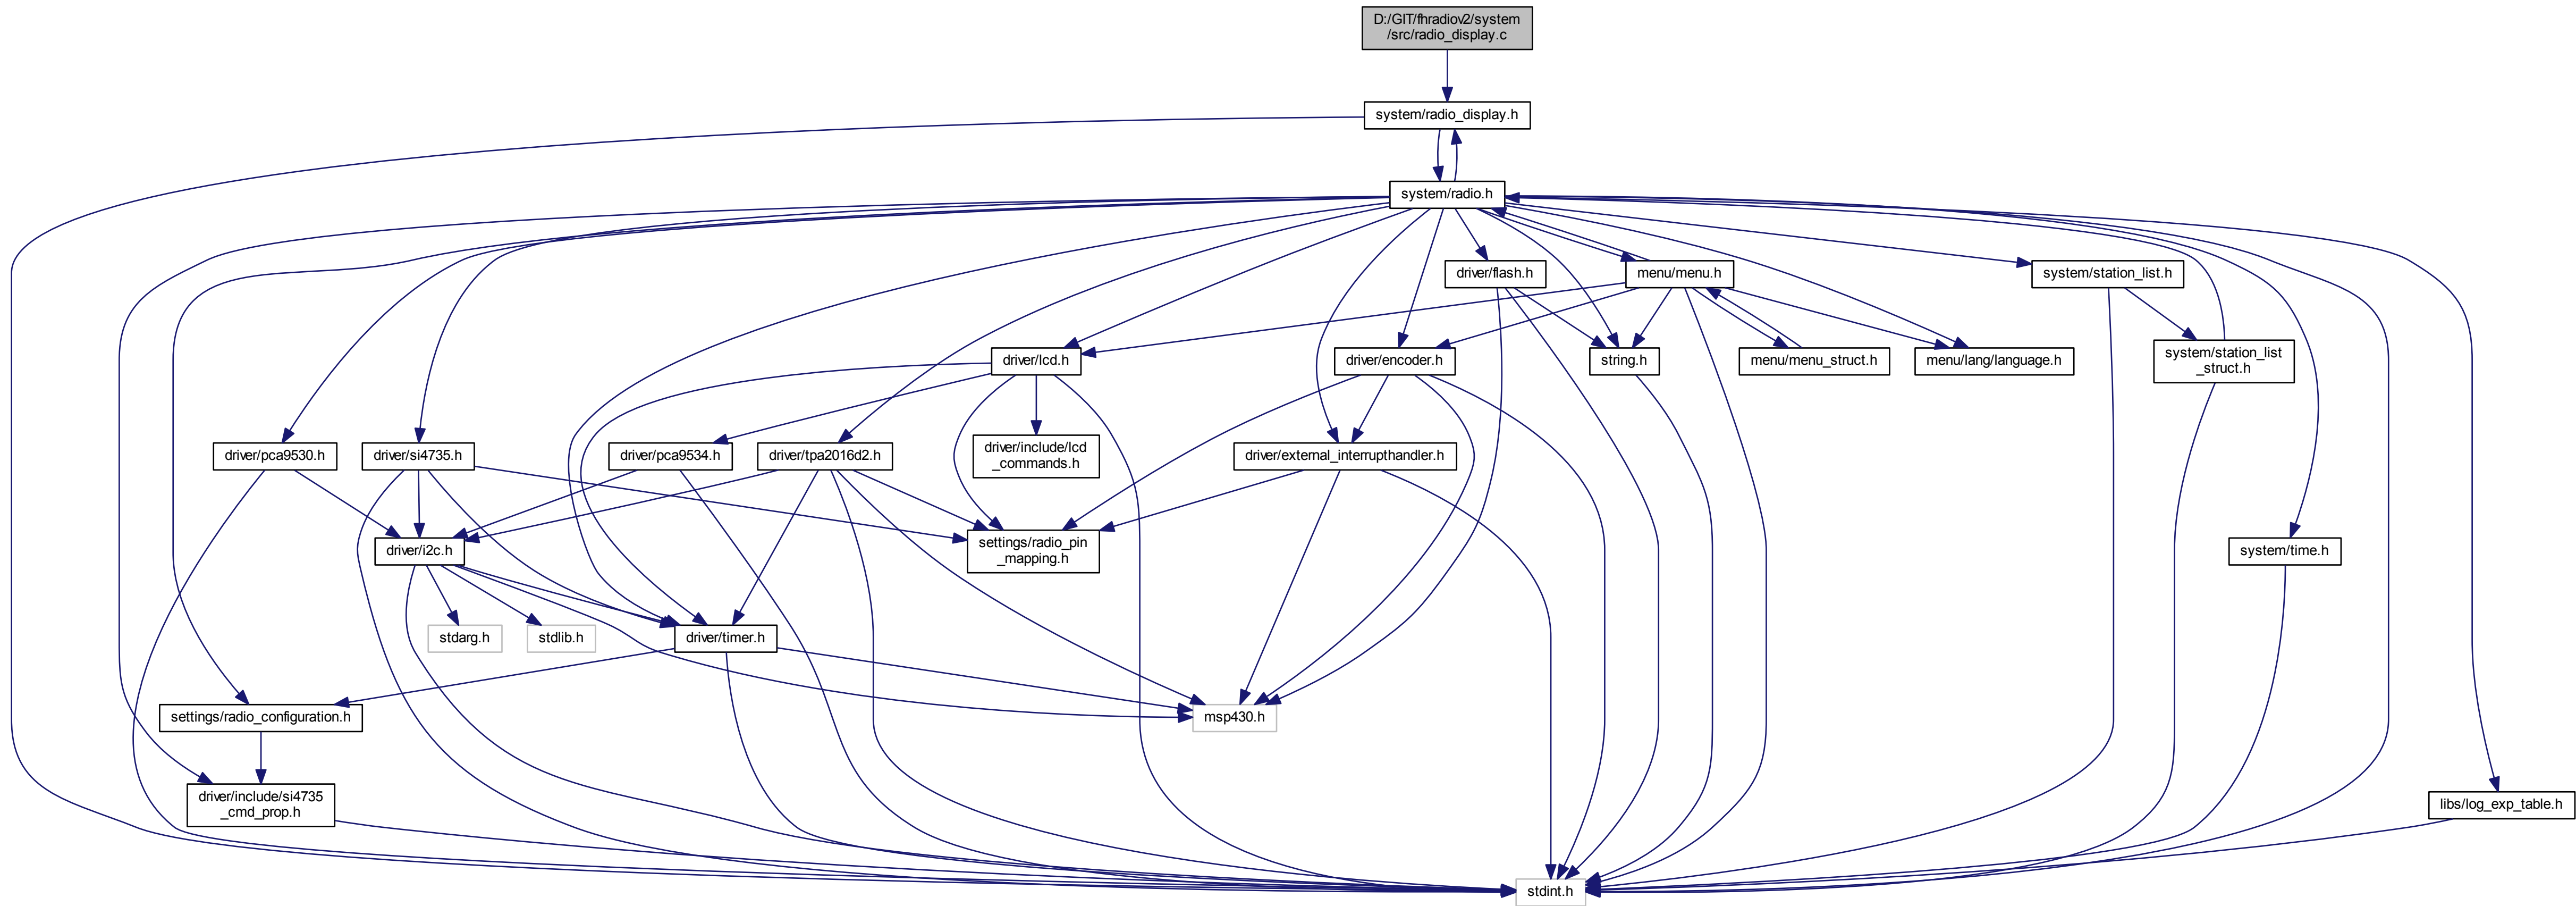 D:/GIT/fhradiov2/system
/src/radio_display.c
system/radio_display.h
system/radio.h
driver/flash.h
menu/menu.h
system/station_list.h
driver/lcd.h
driver/encoder.h
string.h
menu/menu_struct.h
menu/lang/language.h
system/station_list
_struct.h
driver/pca9530.h
driver/si4735.h
driver/pca9534.h
driver/tpa2016d2.h
driver/include/lcd
_commands.h
driver/external_interrupthandler.h
driver/i2c.h
settings/radio_pin
_mapping.h
system/time.h
stdarg.h
stdlib.h
driver/timer.h
settings/radio_configuration.h
msp430.h
driver/include/si4735
_cmd_prop.h
libs/log_exp_table.h
stdint.h